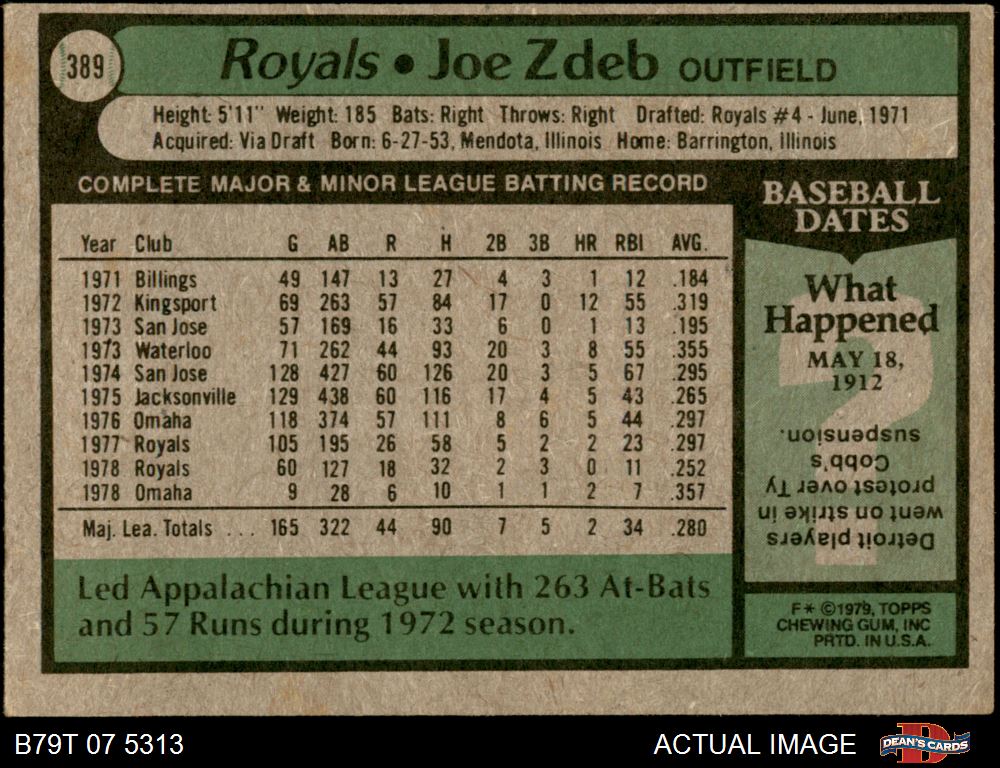 389
Royals • Joe Zdeb OUTFIELD
Height: 5'11" Weight: 185 Bats: Right Throws: Right Drafted: Royals #4 - June, 1971
Acquired: Via Draft Born: 6-27-53, Mendota, Illinois Home: Barrington, Illinois
COMPLETE MAJOR & MINOR LEAGUE BATTING RECORD
Year Club G AB R H 2B 3B HR RBI AVG.
1971 Billings 49 147 13 27 4 3 1 12 .184
1972 Kingsport 69 263 57 84 17 0 12 55 .319
1973 San Jose 57 169 16 33 6 0 1 13 .195
1973 Waterloo 71 262 44 93 20 3 8 55 .355
1974 San Jose 128 427 60 126 20 3 5 67 .295
1975 Jacksonville 129 438 60 116 17 4 5 43 .265
1976 Omaha 118 374 57 111 8 6 5 44 .297
1977 Royals 105 195 26 58 5 2 2 23 .297
1978 Royals 60 127 18 32 2 3 0 11 .252
1978 Omaha 9 28 6 10 1 1 2 7 .357
Maj. Lea. Totals . . . 165 322 44 90 7 5 2 34 .280
Led Appalachian League with 263 At-Bats
and 57 Runs during 1972 season.
BASEBALL
DATES
What
Happened
MAY 18,
1912
Detroit players
went on strike in
protest over Ty
Cobb's
suspension.
F* ©1979, TOPPS
CHEWING GUM, INC
PRTD. IN U.S.A.
B79T 07 5313
ACTUAL IMAGE
DEAN'S CARDS